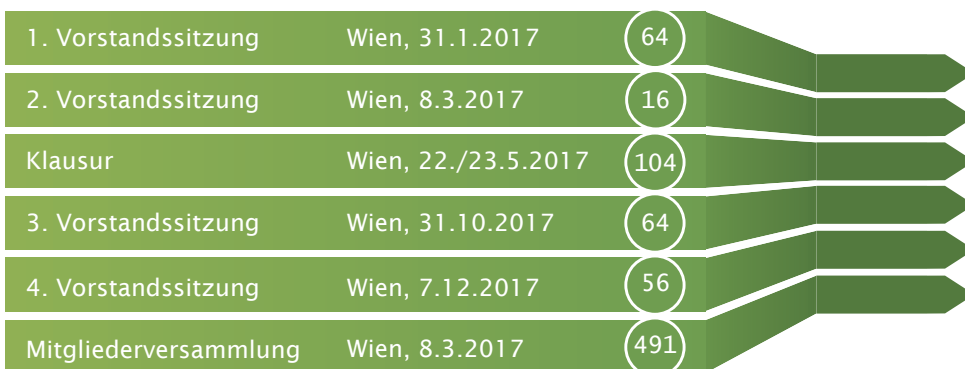 1. Vorstandssitzung Wien, 31.1.2017 64
2. Vorstandssitzung Wien, 8.3.2017 16
Klausur Wien, 22./23.5.2017 104
3. Vorstandssitzung Wien, 31.10.2017 64
4. Vorstandssitzung Wien, 7.12.2017 56
Mitgliederversammlung Wien, 8.3.2017 491